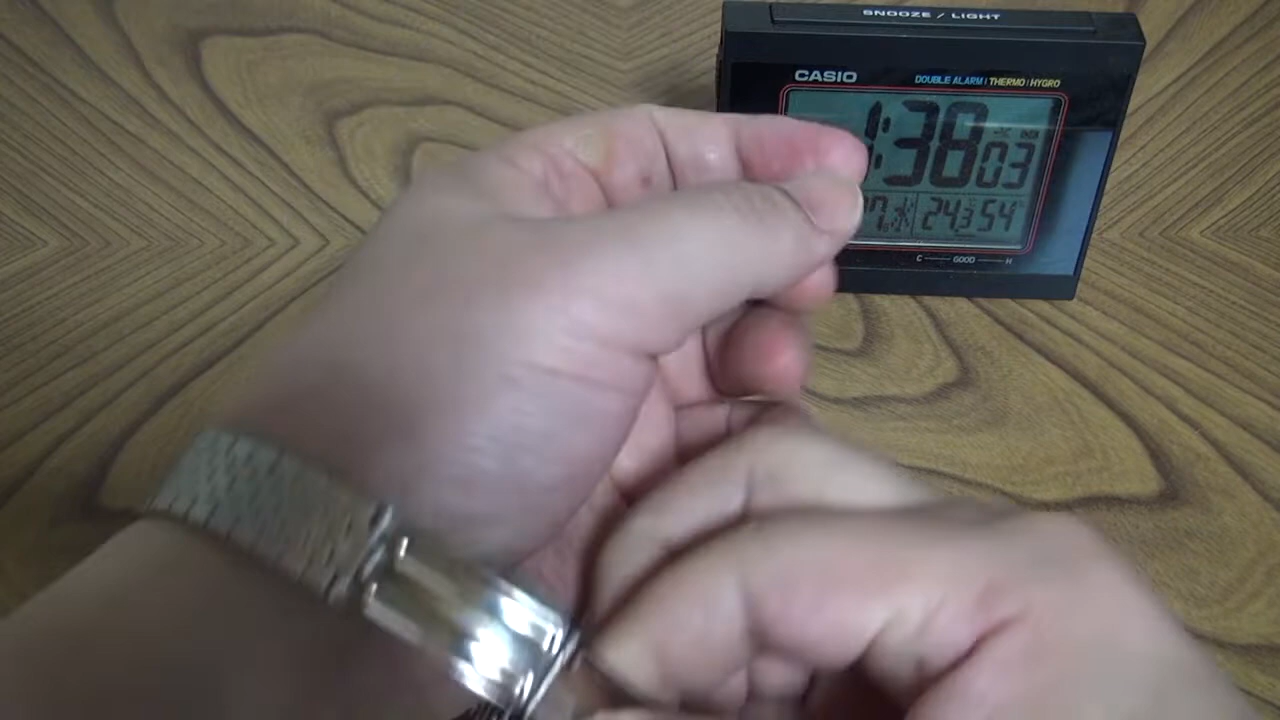 SNOOZE / LIGHT
CASIO DOUBLE ALARM | THERMO | HYGRO
:38 03
24.3 54
C GOOD H